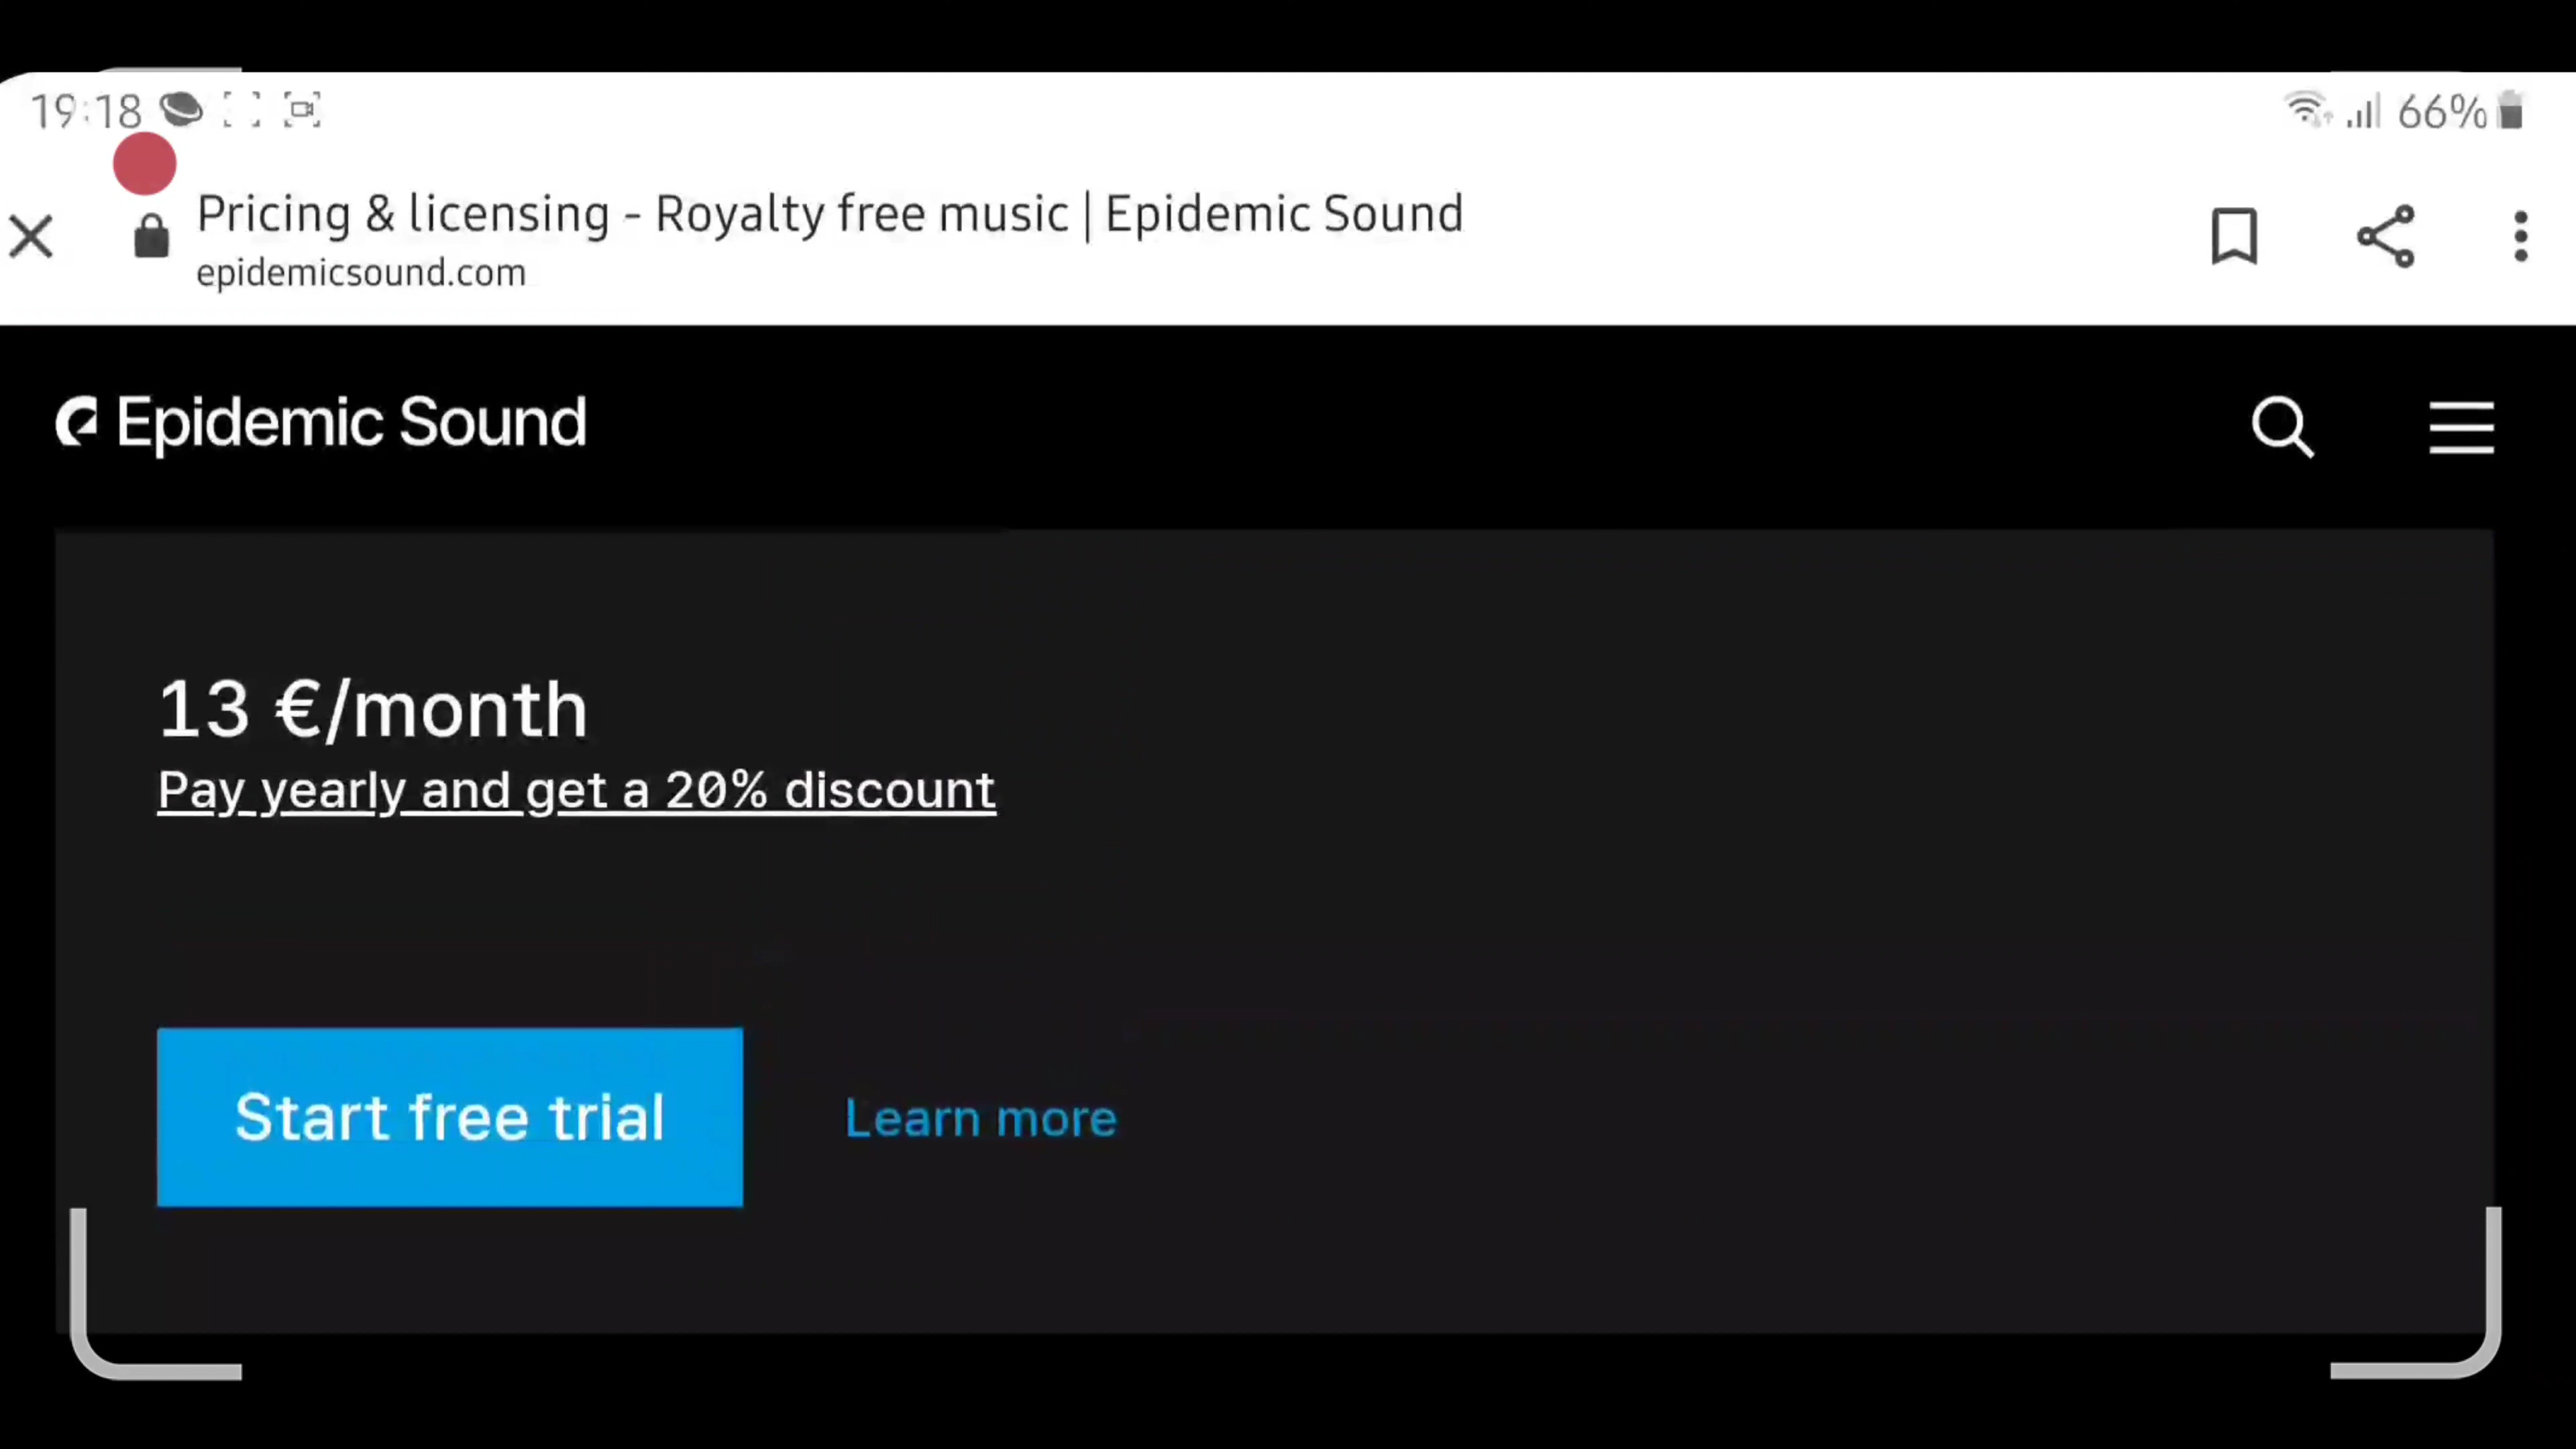 19:18
66%
Pricing & licensing - Royalty free music | Epidemic Sound
epidemicsound.com
Epidemic Sound
13 €/month
Pay yearly and get a 20% discount
Start free trial
Learn more